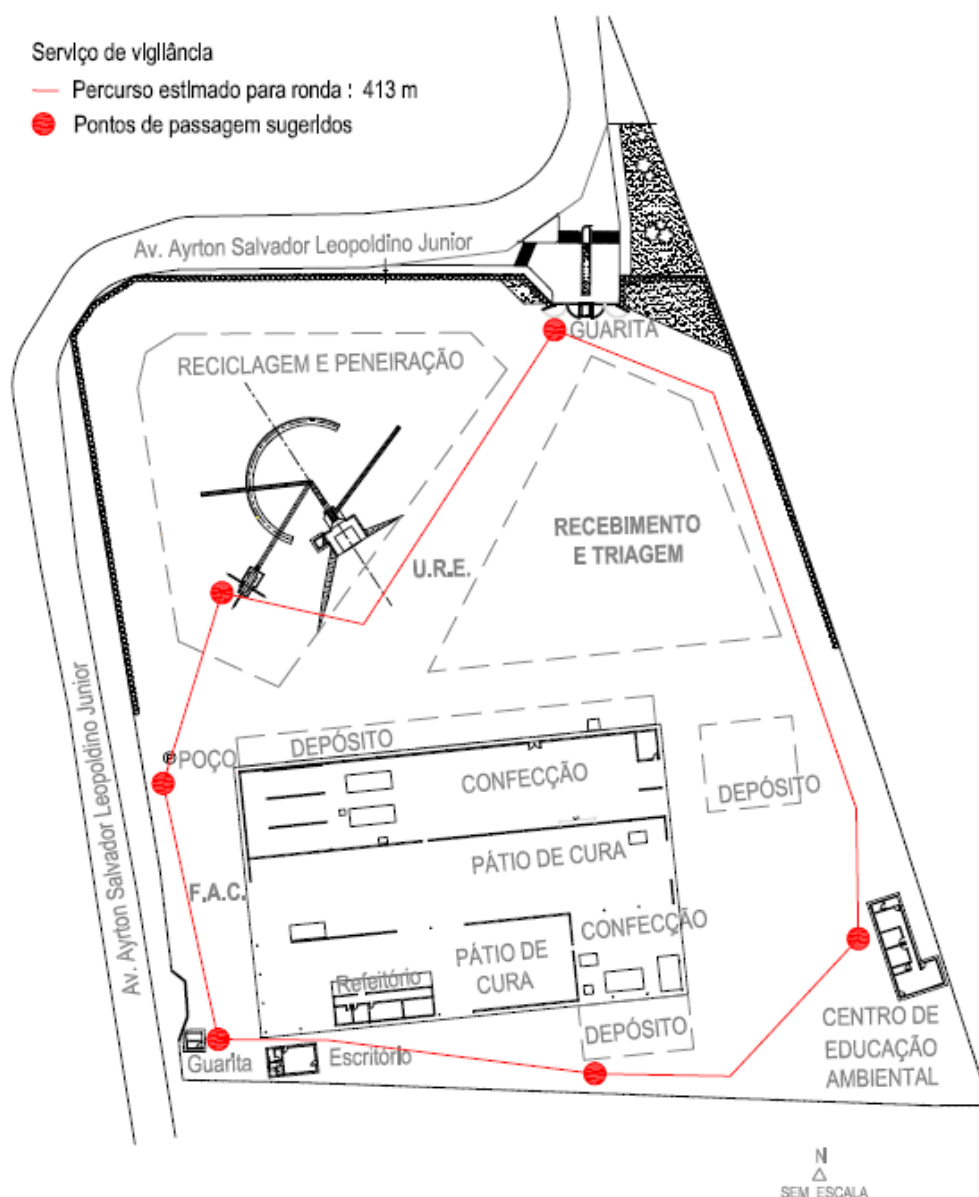 Serviço de vigilância
Percurso estimado para ronda : 413 m
Pontos de passagem sugeridos
Av. Ayrton Salvador Leopoldino Junior
GUARITA
RECICLAGEM E PENEIRAÇÃO
RECEBIMENTO
E TRIAGEM
U.R.E.
Av. Ayrton Salvador Leopoldino Junior
DEPÓSITO
P
POÇO
CONFECÇÃO
DEPÓSITO
PÁTIO DE CURA
F.A.C.
CONFECÇÃO
PÁTIO DE
CURA
Refeitório
DEPÓSITO
CENTRO DE
EDUCAÇÃO
AMBIENTAL
Guarita
Escritório
N
SEM ESCALA